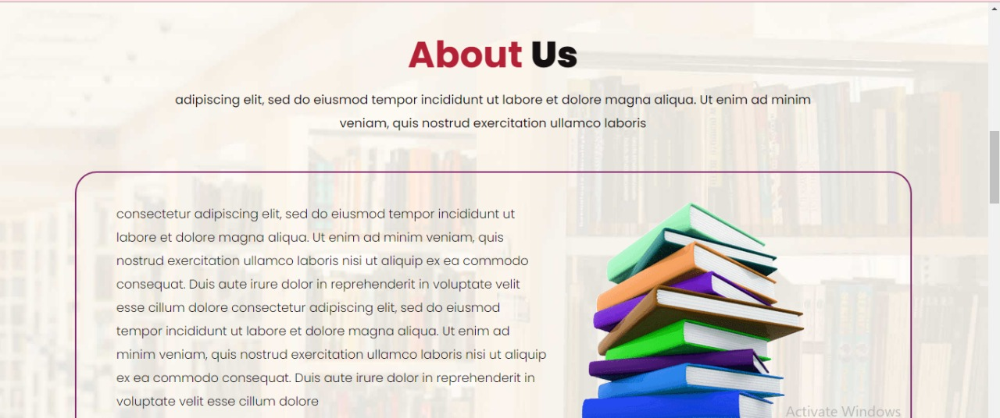 About Us
adipiscing elit, sed do eiusmod tempor incididunt ut labore et dolore magna aliqua. Ut enim ad minim
veniam, quis nostrud exercitation ullamco laboris
consectetur adipiscing elit, sed do eiusmod tempor incididunt ut
labore et dolore magna aliqua. Ut enim ad minim veniam, quis
nostrud exercitation ullamco laboris nisi ut aliquip ex ea commodo
consequat. Duis aute irure dolor in reprehenderit in voluptate velit
esse cillum dolore consectetur adipiscing elit, sed do eiusmod
tempor incididunt ut labore et dolore magna aliqua. Ut enim ad
minim veniam, quis nostrud exercitation ullamco laboris nisi ut aliquip
ex ea commodo consequat. Duis aute irure dolor in reprehenderit in
voluptate velit esse cillum dolore
Activate Windows